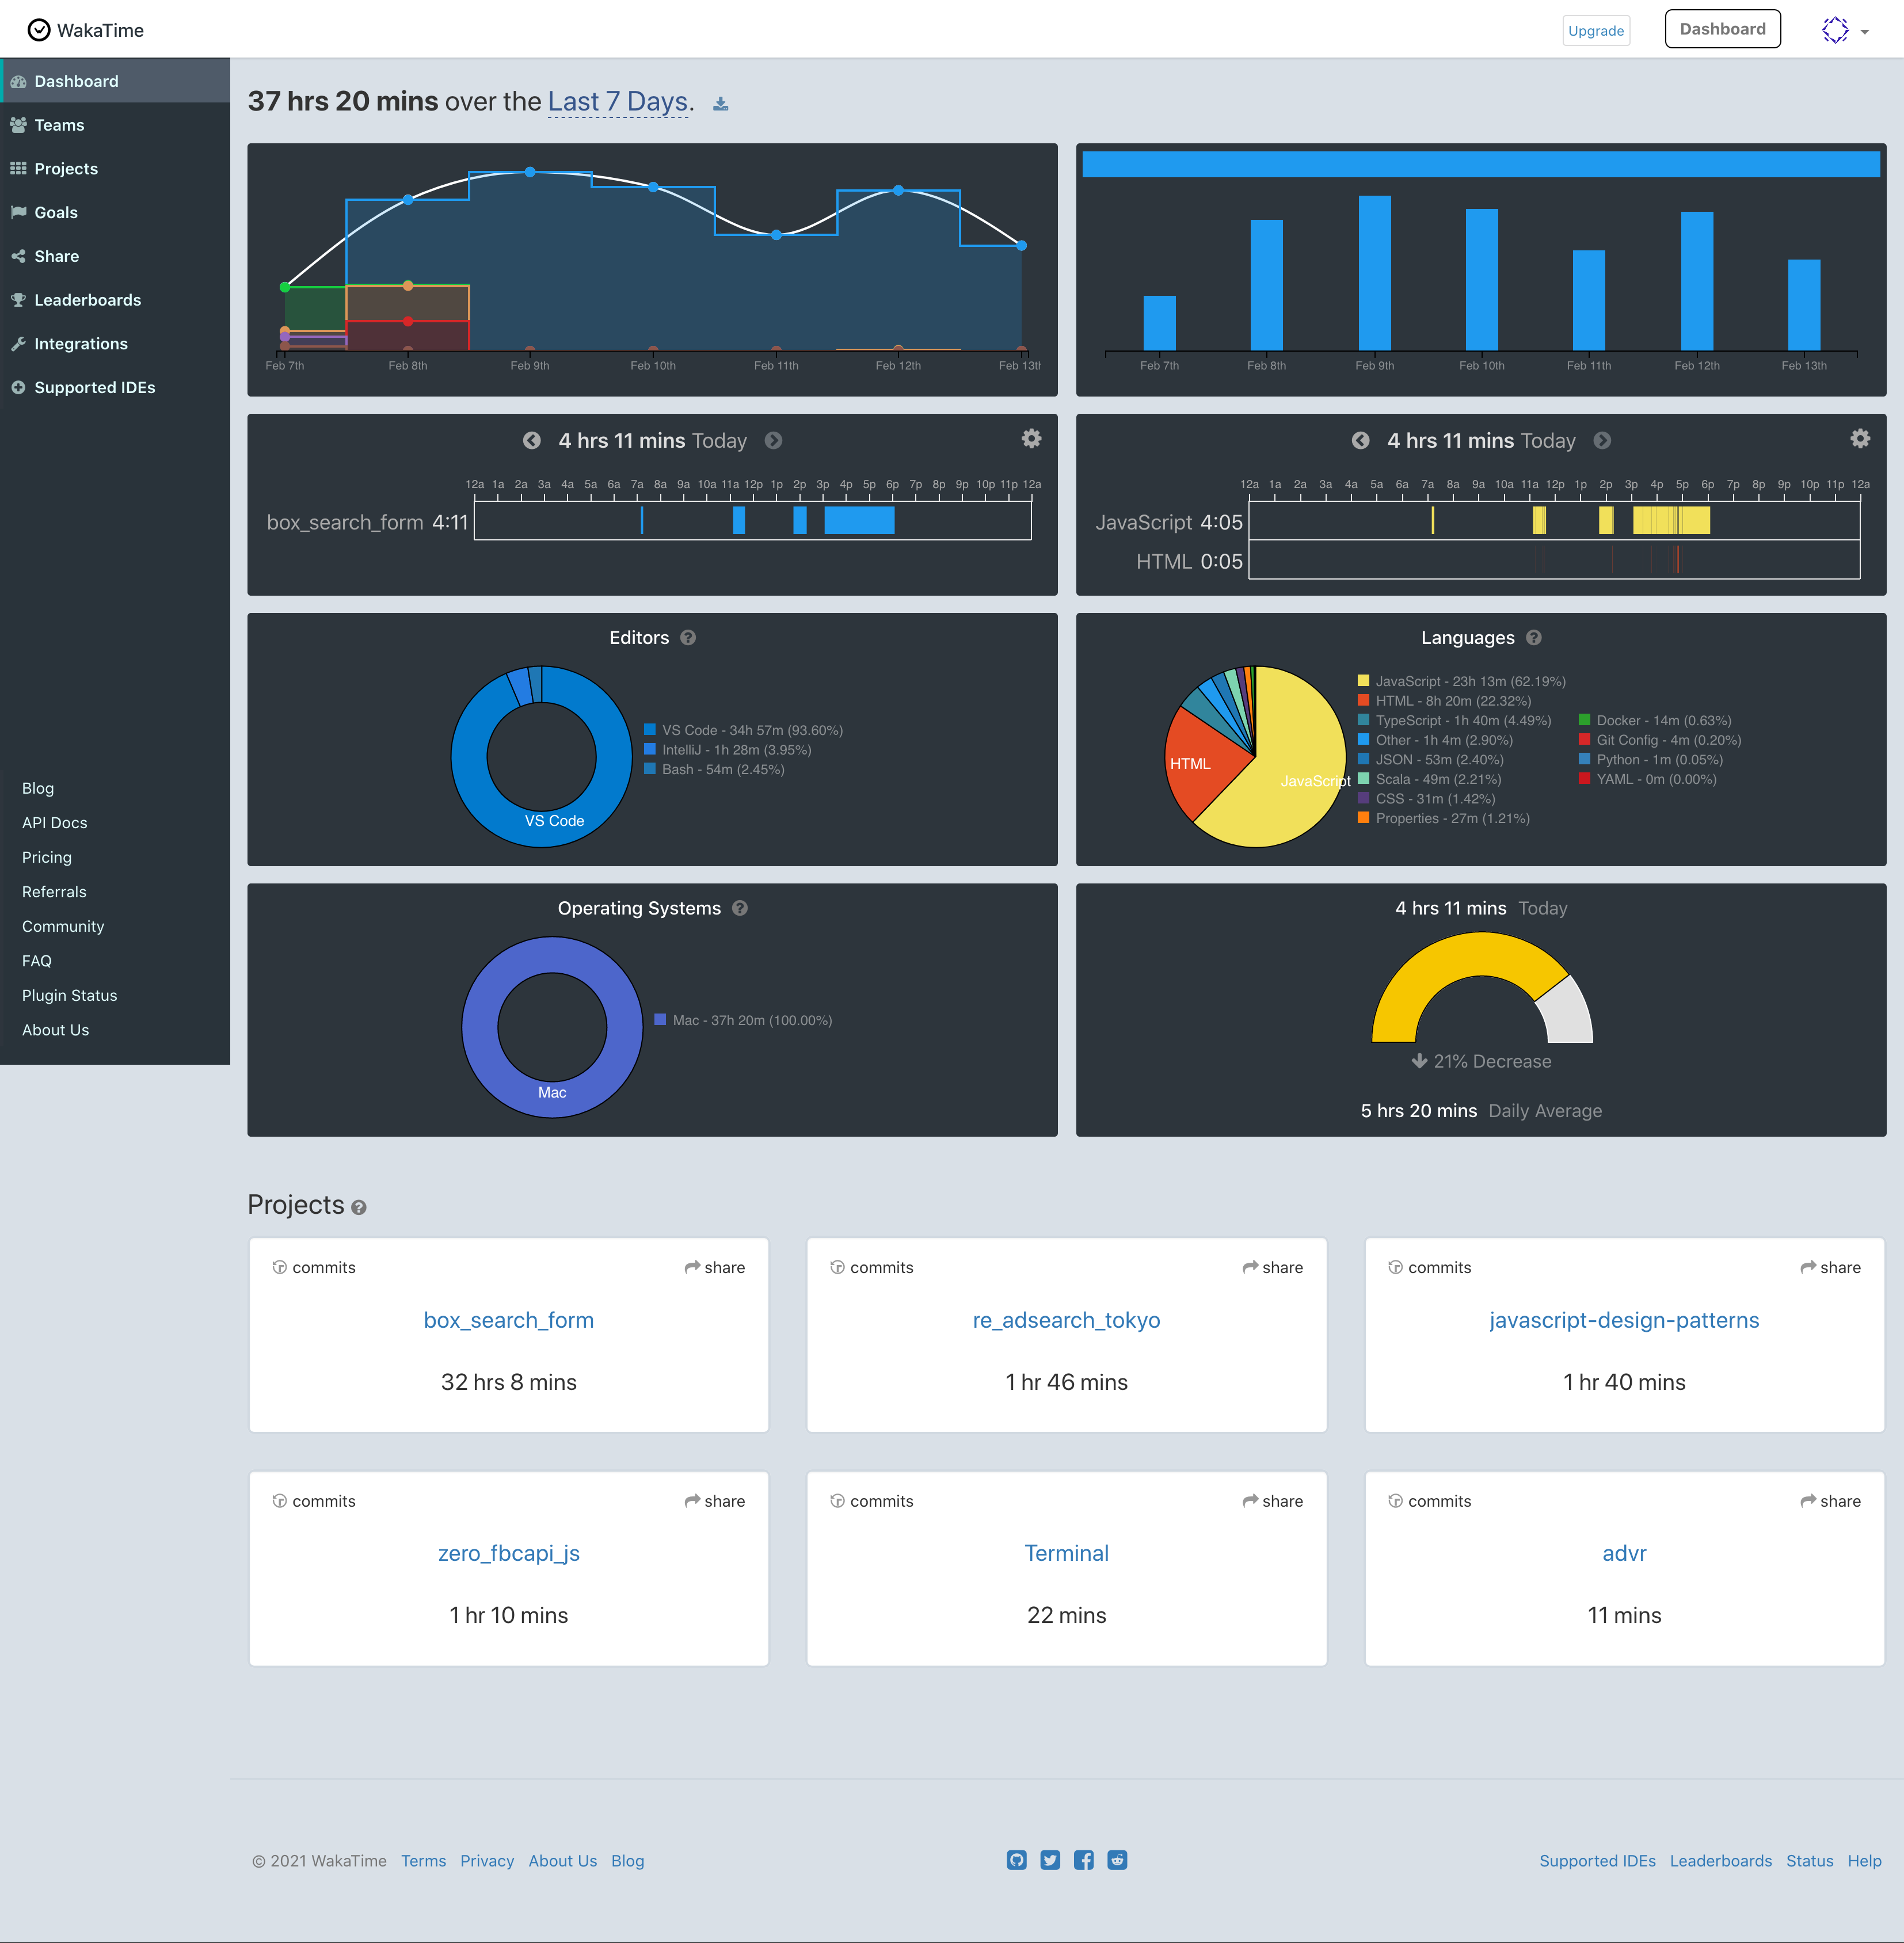 WakaTime
Upgrade
Dashboard
Dashboard
Teams
Projects
Goals
Share
Leaderboards
Integrations
Supported IDEs
Blog
API Docs
Pricing
Referrals
Community
FAQ
Plugin Status
About Us
37 hrs 20 mins over the Last 7 Days.
Feb 7th Feb 8th Feb 9th Feb 10th Feb 11th Feb 12th Feb 13th
Feb 7th Feb 8th Feb 9th Feb 10th Feb 11th Feb 12th Feb 13th
4 hrs 11 mins Today
12a 1a 2a 3a 4a 5a 6a 7a 8a 9a 10a 11a 12p 1p 2p 3p 4p 5p 6p 7p 8p 9p 10p 11p 12a
box_search_form 4:11
4 hrs 11 mins Today
12a 1a 2a 3a 4a 5a 6a 7a 8a 9a 10a 11a 12p 1p 2p 3p 4p 5p 6p 7p 8p 9p 10p 11p 12a
JavaScript 4:05
HTML 0:05
Editors
VS Code
VS Code - 34h 57m (93.60%)
IntelliJ - 1h 28m (3.95%)
Bash - 54m (2.45%)
Languages
HTML
JavaScript
JavaScript - 23h 13m (62.19%)
HTML - 8h 20m (22.32%)
TypeScript - 1h 40m (4.49%)
Other - 1h 4m (2.90%)
JSON - 53m (2.40%)
Scala - 49m (2.21%)
CSS - 31m (1.42%)
Properties - 27m (1.21%)
Docker - 14m (0.63%)
Git Config - 4m (0.20%)
Python - 1m (0.05%)
YAML - 0m (0.00%)
Operating Systems
Mac
Mac - 37h 20m (100.00%)
4 hrs 11 mins Today
21% Decrease
5 hrs 20 mins Daily Average
Projects
commits share
box_search_form
32 hrs 8 mins
commits share
re_adsearch_tokyo
1 hr 46 mins
commits share
javascript-design-patterns
1 hr 40 mins
commits share
zero_fbcapi_js
1 hr 10 mins
commits share
Terminal
22 mins
commits share
advr
11 mins
© 2021 WakaTime Terms Privacy About Us Blog
Supported IDEs Leaderboards Status Help